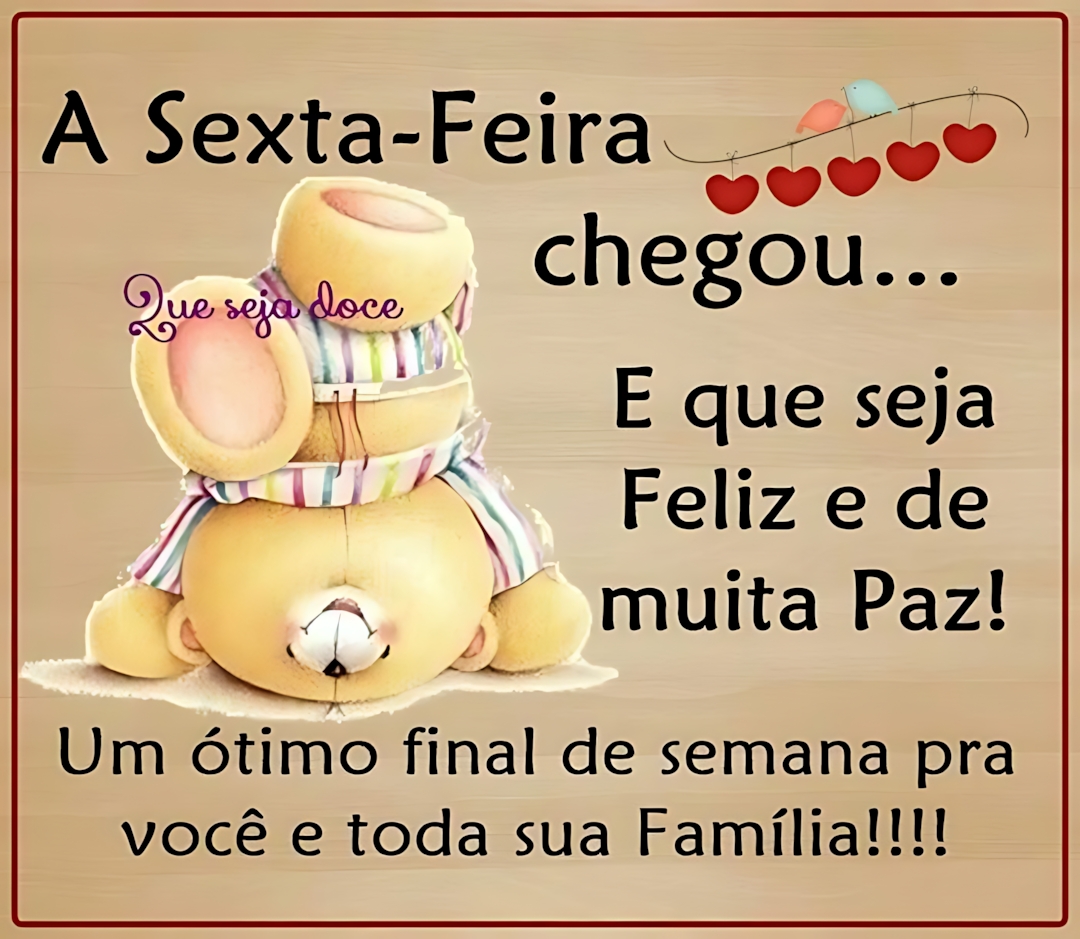 A Sexta-Feira
chegou...
Que seja doce
E que seja
Feliz e de
muita Paz!
Um ótimo final de semana pra
você e toda sua Família!!!!